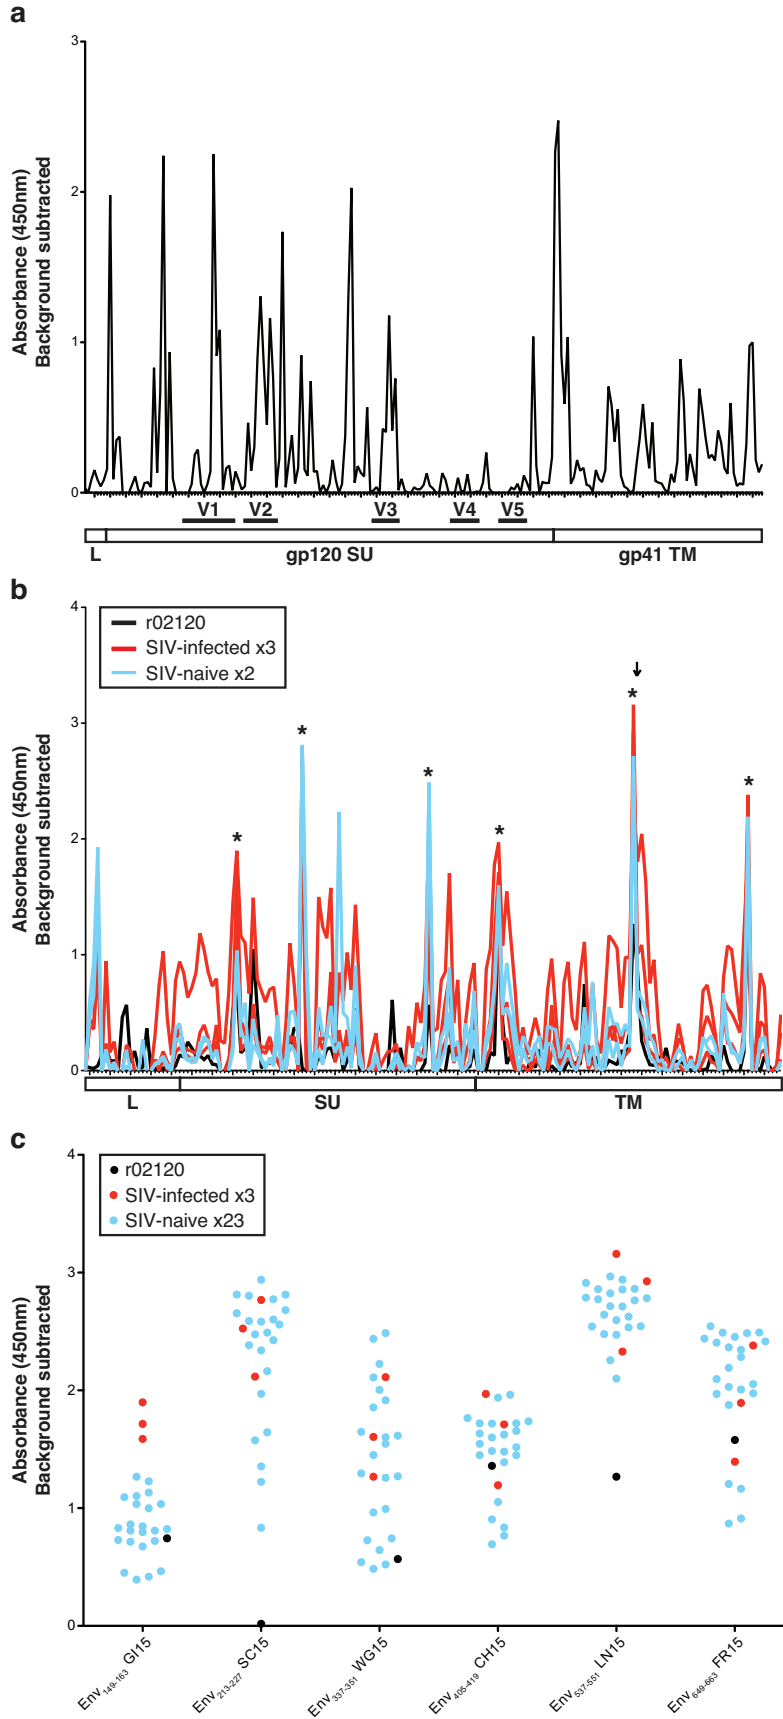 a
3
2
1
0
Absorbance (450nm)
Background subtracted
V1 V2 V3 V4 V5
L gp120 SU gp41 TM
b
4
3
2
1
0
Absorbance (450nm)
Background subtracted
r02120
SIV-infected x3
SIV-naive x2
* * * * * *
L SU TM
c
4
3
2
1
0
Absorbance (450nm)
Background subtracted
r02120
SIV-infected x3
SIV-naive x23
Env149-163 GI15
Env213-227 SC15
Env337-351 WG15
Env405-419 CH15
Env537-551 LN15
Env649-663 FR15